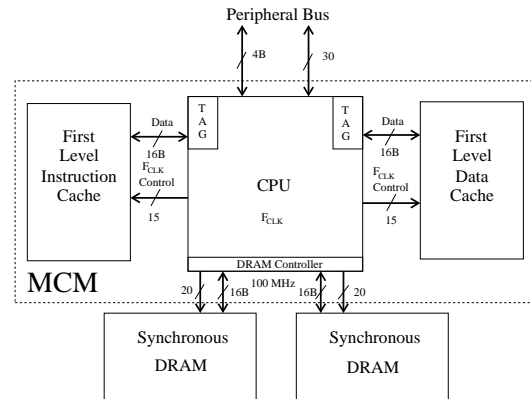 Peripheral Bus
4B
30
T
A
G
T
A
G
Data
16B
F_CLK
Control
15
Data
16B
F_CLK
Control
15
First
Level
Instruction
Cache
CPU
F_CLK
First
Level
Data
Cache
DRAM Controller
MCM
20
16B
100 MHz
16B
20
Synchronous
DRAM
Synchronous
DRAM